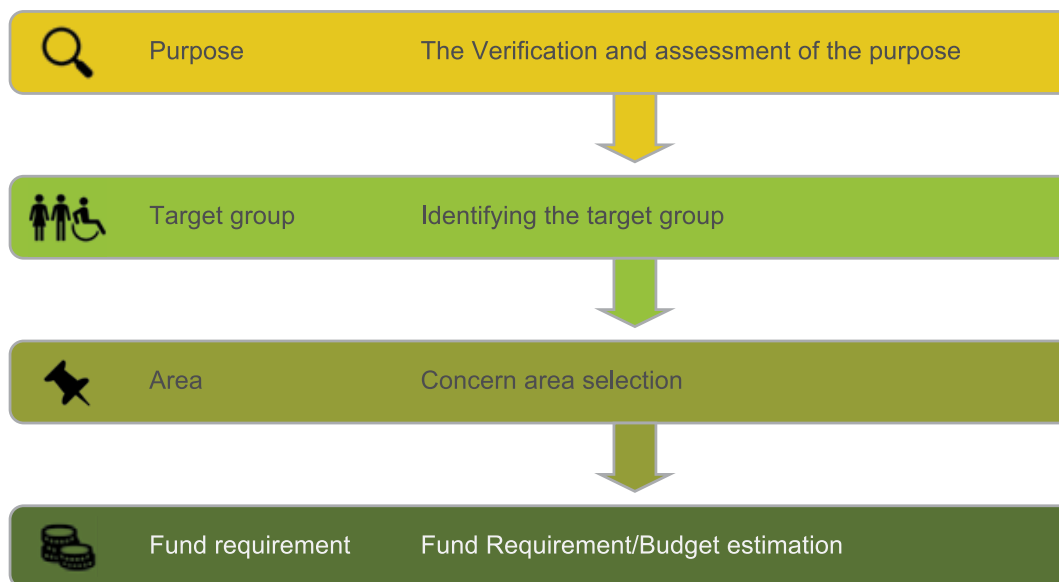 Purpose The Verification and assessment of the purpose
Target group Identifying the target group
Area Concern area selection
Fund requirement Fund Requirement/Budget estimation